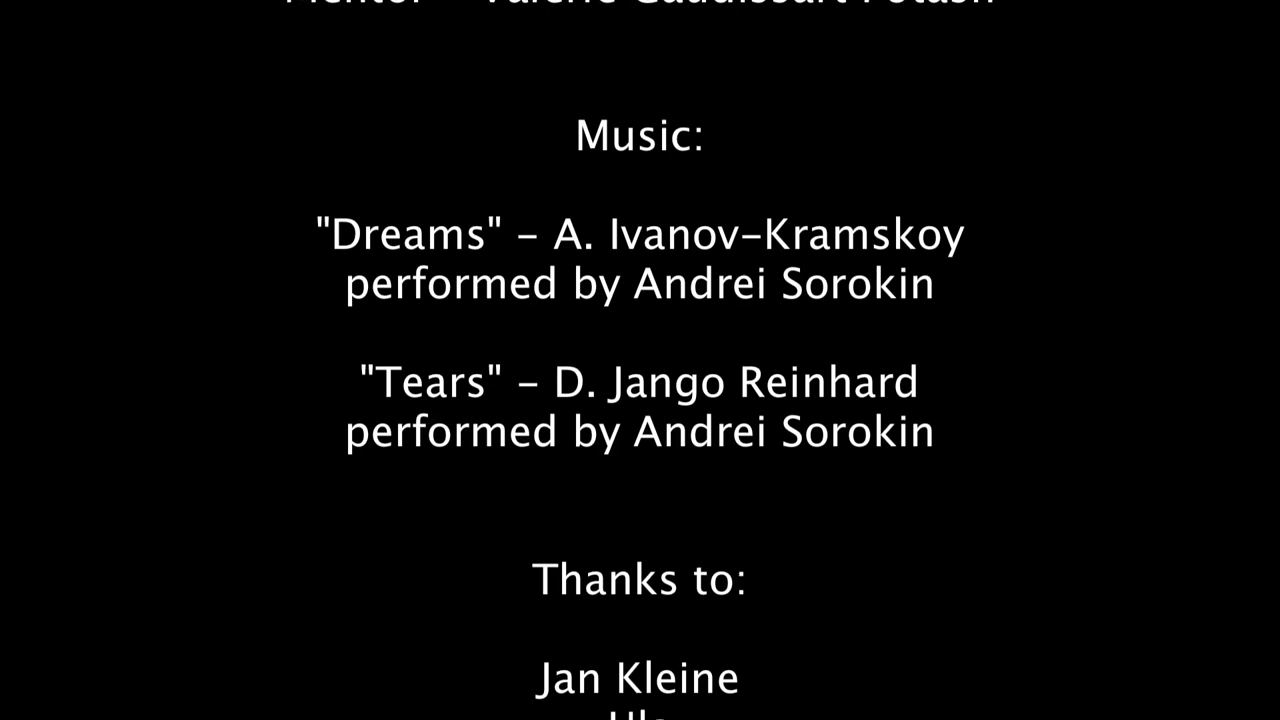 Music:
"Dreams" – A. Ivanov–Kramskoy
performed by Andrei Sorokin
"Tears" – D. Jango Reinhard
performed by Andrei Sorokin
Thanks to:
Jan Kleine